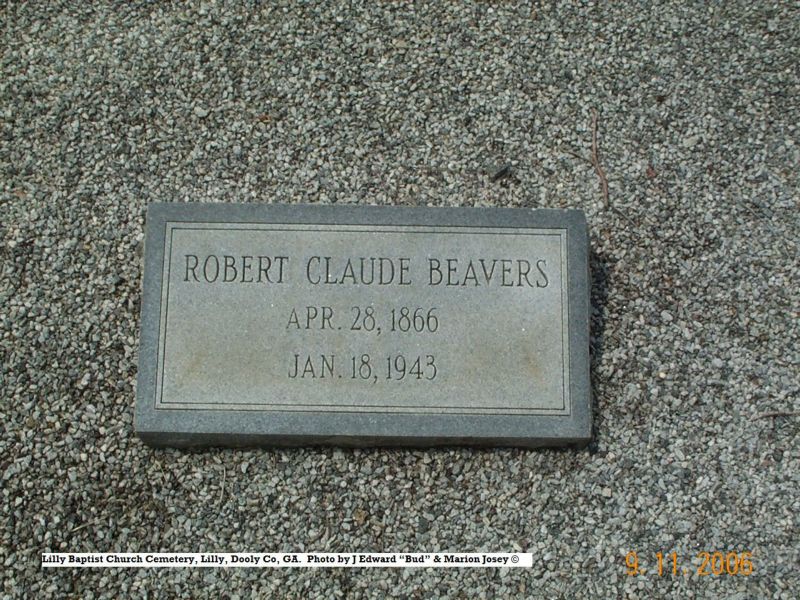 ROBERT CLAUDE BEAVERS
APR. 28, 1866
JAN. 18, 1943
Lilly Baptist Church Cemetery, Lilly, Dooly Co, GA. Photo by J Edward “Bud” & Marion Josey ©
9. 11. 2006